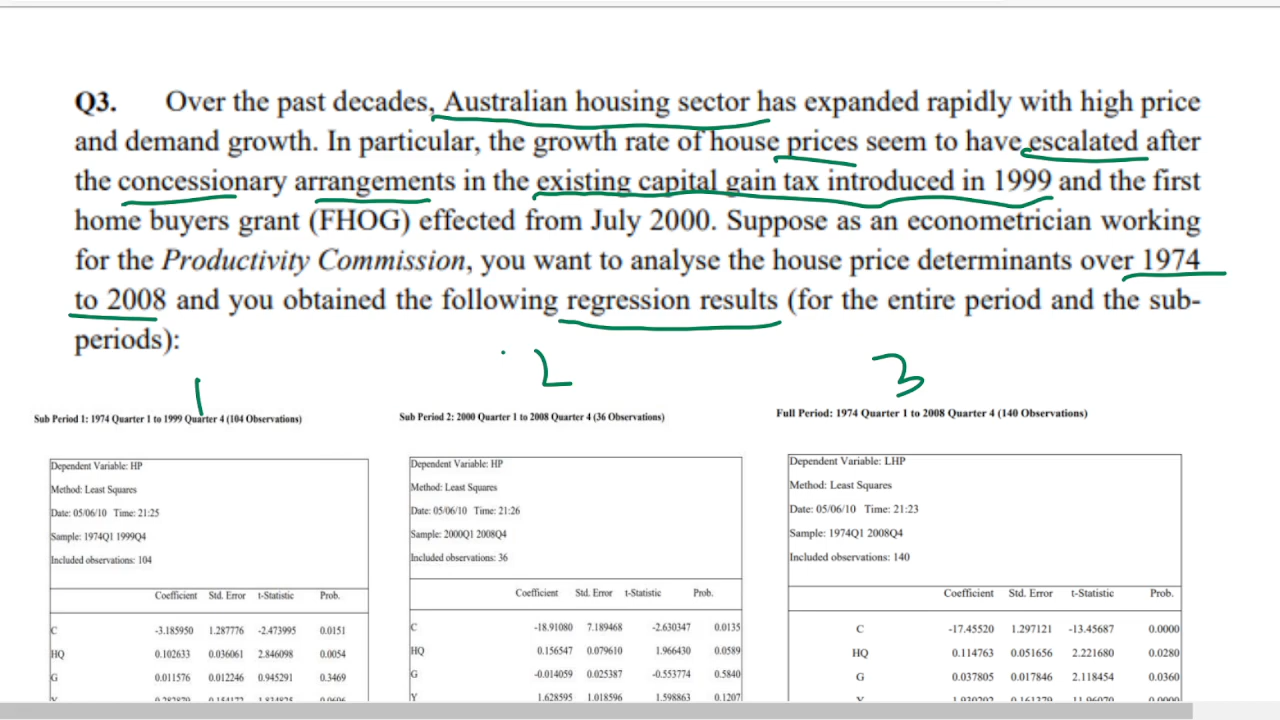 Q3. Over the past decades, Australian housing sector has expanded rapidly with high price
and demand growth. In particular, the growth rate of house prices seem to have escalated after
the concessionary arrangements in the existing capital gain tax introduced in 1999 and the first
home buyers grant (FHOG) effected from July 2000. Suppose as an econometrician working
for the Productivity Commission, you want to analyse the house price determinants over 1974
to 2008 and you obtained the following regression results (for the entire period and the sub-
periods):
1 2 3
Sub Period 1: 1974 Quarter 1 to 1999 Quarter 4 (104 Observations)
Dependent Variable: HP
Method: Least Squares
Date: 05/06/10 Time: 21:25
Sample: 1974Q1 1999Q4
Included observations: 104
Coefficient Std. Error t-Statistic Prob.
C -3.185950 1.287776 -2.473995 0.0151
HQ 0.102633 0.036061 2.846098 0.0054
G 0.011576 0.012246 0.945291 0.3469
Y
Sub Period 2: 2000 Quarter 1 to 2008 Quarter 4 (36 Observations)
Dependent Variable: HP
Method: Least Squares
Date: 05/06/10 Time: 21:26
Sample: 2000Q1 2008Q4
Included observations: 36
Coefficient Std. Error t-Statistic Prob.
C -18.91080 7.189468 -2.630347 0.0135
HQ 0.156547 0.079610 1.966430 0.0589
G -0.014059 0.025387 -0.553774 0.5840
Y 1.628595 1.018596 1.598863 0.1207
Full Period: 1974 Quarter 1 to 2008 Quarter 4 (140 Observations)
Dependent Variable: LHP
Method: Least Squares
Date: 05/06/10 Time: 21:23
Sample: 1974Q1 2008Q4
Included observations: 140
Coefficient Std. Error t-Statistic Prob.
C -17.45520 1.297121 -13.45687 0.0000
HQ 0.114763 0.051656 2.221680 0.0280
G 0.037805 0.017846 2.118454 0.0360
Y